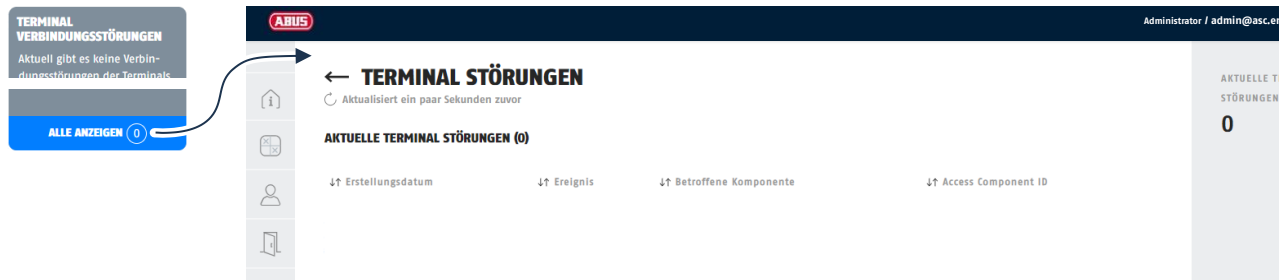 TERMINAL
VERBINDUNGSSTÖRUNGEN
Aktuell gibt es keine Verbin-
dungsstörungen der Terminals
ALLE ANZEIGEN 0
ABUS
Administrator / admin@asc.er
← TERMINAL STÖRUNGEN
Aktualisiert ein paar Sekunden zuvor
AKTUELLE TERMINAL STÖRUNGEN (0)
↓↑ Erstellungsdatum ↓↑ Ereignis ↓↑ Betroffene Komponente ↓↑ Access Component ID
AKTUELLE T
STÖRUNGEN
0